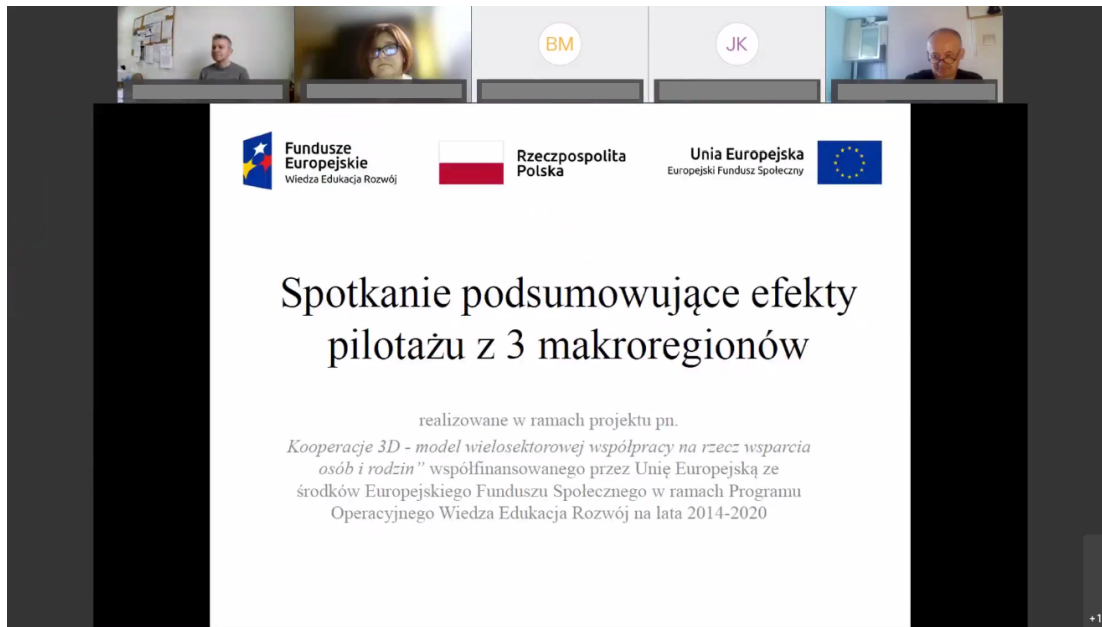 BM
JK
Fundusze
Europejskie
Wiedza Edukacja Rozwój
Rzeczpospolita
Polska
Unia Europejska
Europejski Fundusz Społeczny
Spotkanie podsumowujące efekty
pilotażu z 3 makroregionów
realizowane w ramach projektu pn.
Kooperacje 3D - model wielosektorowej współpracy na rzecz wsparcia
osób i rodzin” współfinansowanego przez Unię Europejską ze
środków Europejskiego Funduszu Społecznego w ramach Programu
Operacyjnego Wiedza Edukacja Rozwój na lata 2014-2020
+1